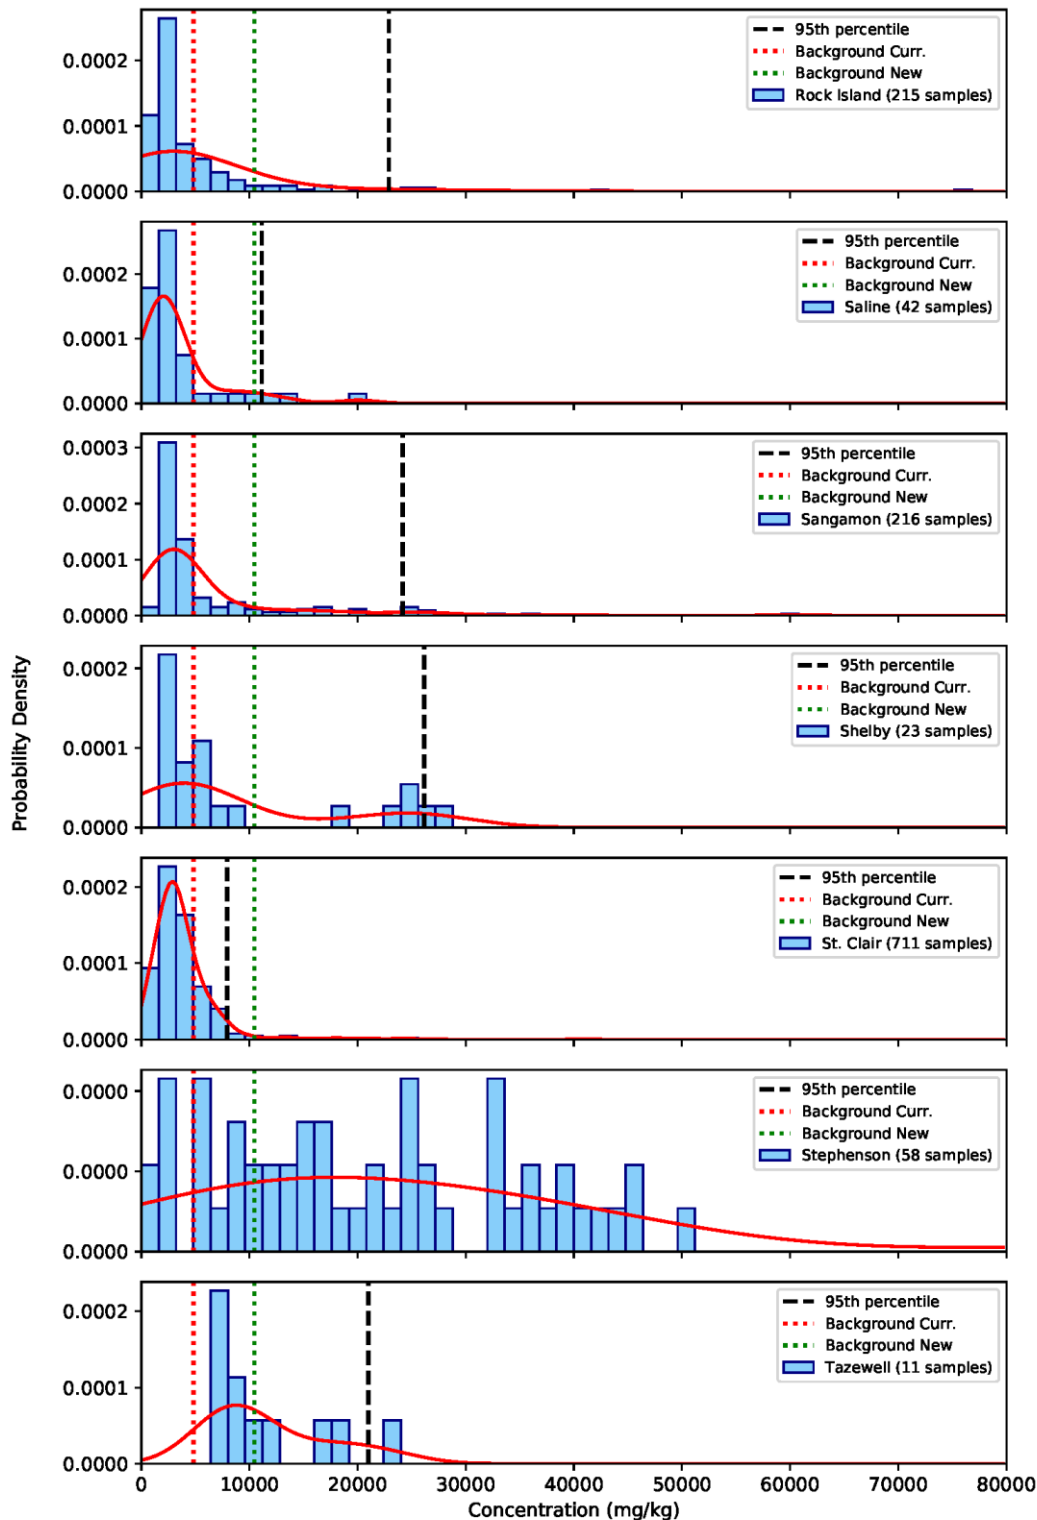 0.0002
0.0001
0.0000
95th percentile
Background Curr.
Background New
Rock Island (215 samples)
0.0002
0.0001
0.0000
95th percentile
Background Curr.
Background New
Saline (42 samples)
0.0003
0.0002
0.0001
0.0000
95th percentile
Background Curr.
Background New
Sangamon (216 samples)
Probability Density
0.0002
0.0001
0.0000
95th percentile
Background Curr.
Background New
Shelby (23 samples)
0.0002
0.0001
0.0000
95th percentile
Background Curr.
Background New
St. Clair (711 samples)
0.0000
0.0000
0.0000
95th percentile
Background Curr.
Background New
Stephenson (58 samples)
0.0002
0.0001
0.0000
95th percentile
Background Curr.
Background New
Tazewell (11 samples)
0 10000 20000 30000 40000 50000 60000 70000 80000
Concentration (mg/kg)